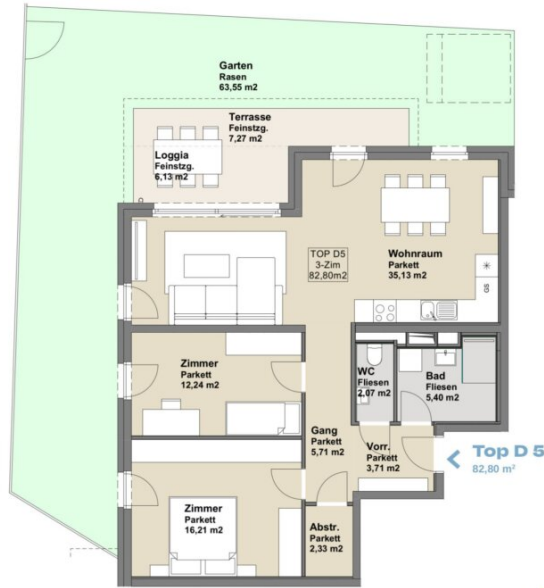 Garten
Rasen
63,55 m2
Terrasse
Feinstzg.
7,27 m2
Loggia
Feinstzg.
6,13 m2
TOP D5
3-Zim
82,80m2
Wohnraum
Parkett
35,13 m2
GS
Zimmer
Parkett
12,24 m2
WC
Fliesen
2,07 m2
Bad
Fliesen
5,40 m2
Gang
Parkett
5,71 m2
Vorr.
Parkett
3,71 m2
Top D 5
82,80 m²
Zimmer
Parkett
16,21 m2
Abstr.
Parkett
2,33 m2